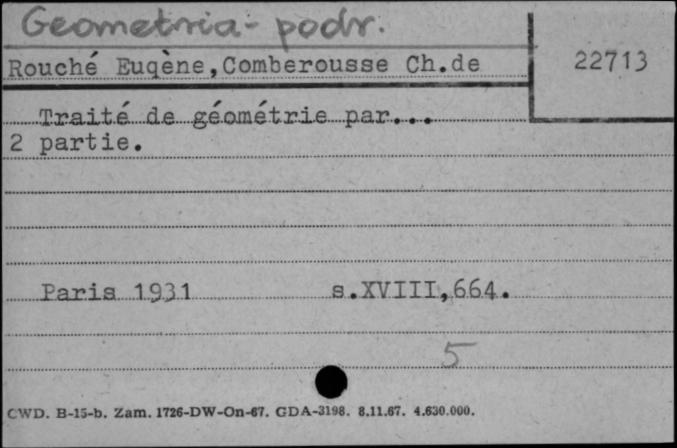 Geometria - podr.
Rouché Euqène,Comberousse Ch.de
22713
Traité de géométrie par...
2 partie.
Paris 1931 s.XVIII,664.
5
CWD. B-15-b. Zam. 1726-DW-On-67. GDA-3198. 8.11.67. 4.630.000.